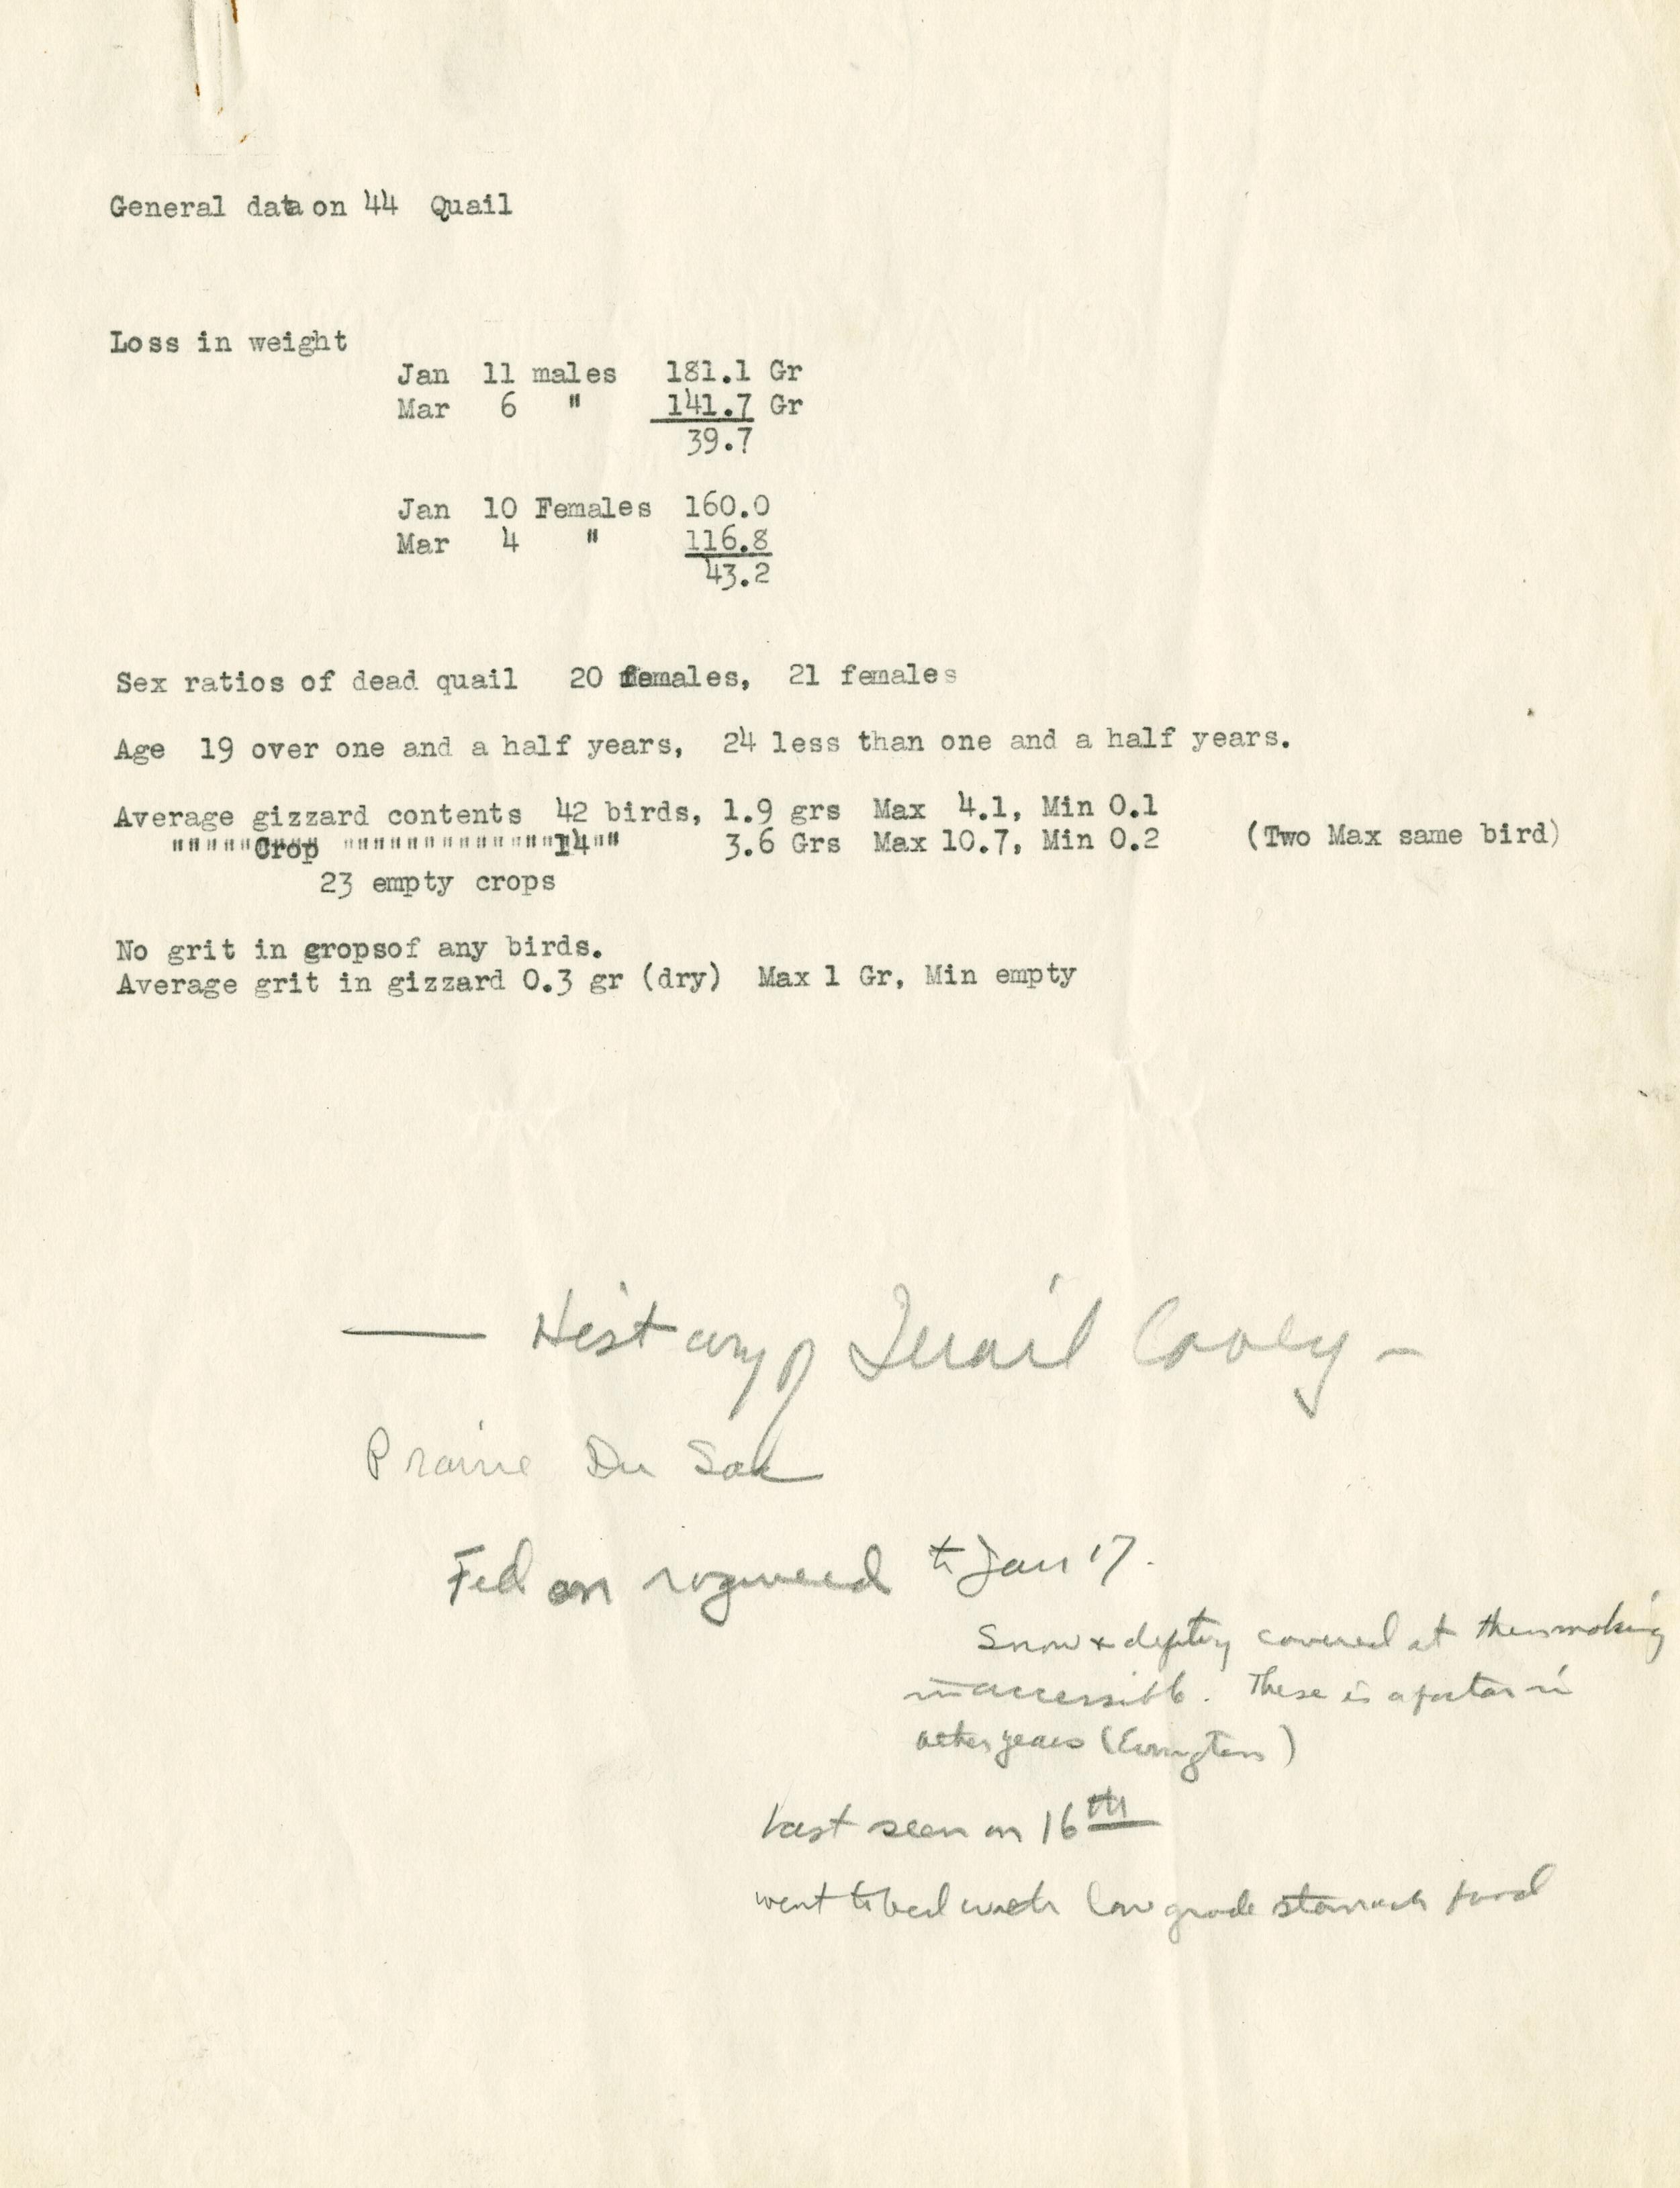 General data on 44 Quail
Loss in weight
Jan 11 males 181.1 Gr
Mar 6 " 141.7 Gr
39.7
Jan 10 Females 160.0
Mar 4 " 116.8
43.2
Sex ratios of dead quail 20 females, 21 females
Age 19 over one and a half years, 24 less than one and a half years.
Average gizzard contents 42 birds, 1.9 grs Max 4.1, Min 0.1
""""""Crop """"""""""""""14"" 3.6 Grs Max 10.7, Min 0.2 (Two Max same bird)
23 empty crops
No grit in cropsof any birds.
Average grit in gizzard 0.3 gr (dry) Max 1 Gr, Min empty
— History of Quail Covey –
Prairie Du Sac
Fed on ragweed to Jan 17.
Snow & covered at making
inaccessible. These is a factor in
other years (Errington)
Last seen on 16th
went to bed with low grade stomach food